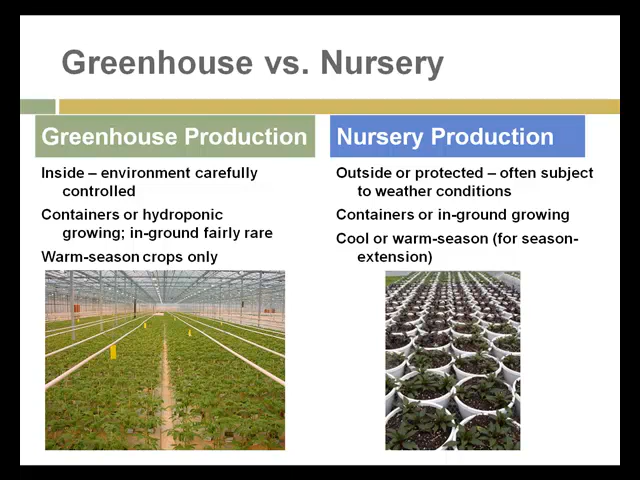 Greenhouse vs. Nursery
Greenhouse Production
Inside – environment carefully
controlled
Containers or hydroponic
growing; in-ground fairly rare
Warm-season crops only
Nursery Production
Outside or protected – often subject
to weather conditions
Containers or in-ground growing
Cool or warm-season (for season-
extension)